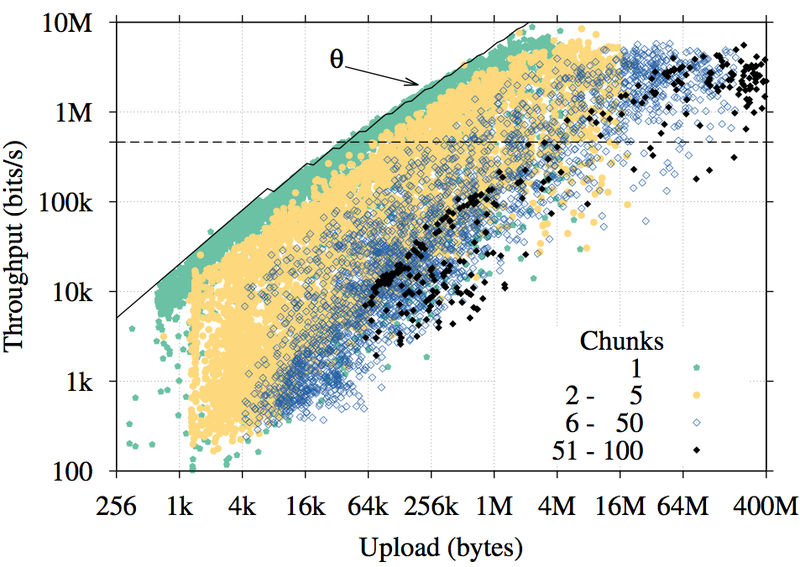 Throughput (bits/s)
10M
1M
100k
10k
1k
100
θ
Chunks
1
2 - 5
6 - 50
51 - 100
256 1k 4k 16k 64k 256k 1M 4M 16M 64M 400M
Upload (bytes)